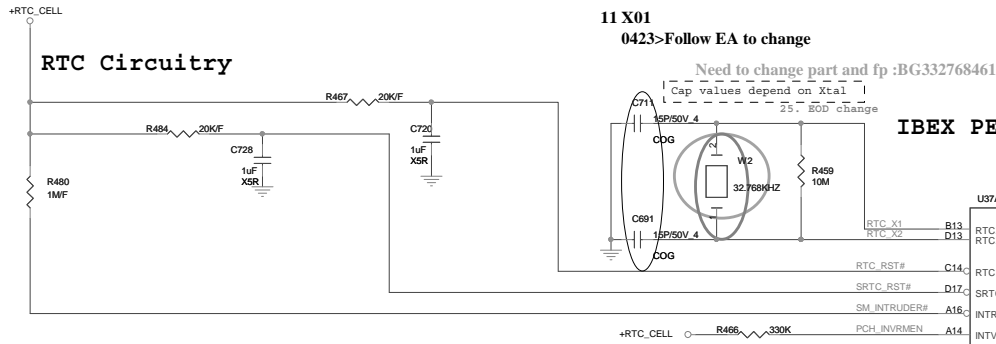 +RTC_CELL
11 X01
0423>Follow EA to change
RTC Circuitry
Need to change part and fp :BG332768461
Cap values depend on Xtal
25. EOD change
R467 20K/F
C711
15P/50V_4
COG
R484 20K/F
C720
1uF
X5R
C728
1uF
X5R
2
W2
32.768KHZ
1
R459
10M
R480
1M/F
C691
15P/50V_4
COG
RTC_X1 B13
RTC_X2 D13
RTC_RST# C14
SRTC_RST# D17
SM_INTRUDER# A16
+RTC_CELL R466 330K PCH_INVRMEN A14
IBEX PE
U37A
RTC
RTC
RTC
SRTC
INTR
INTV